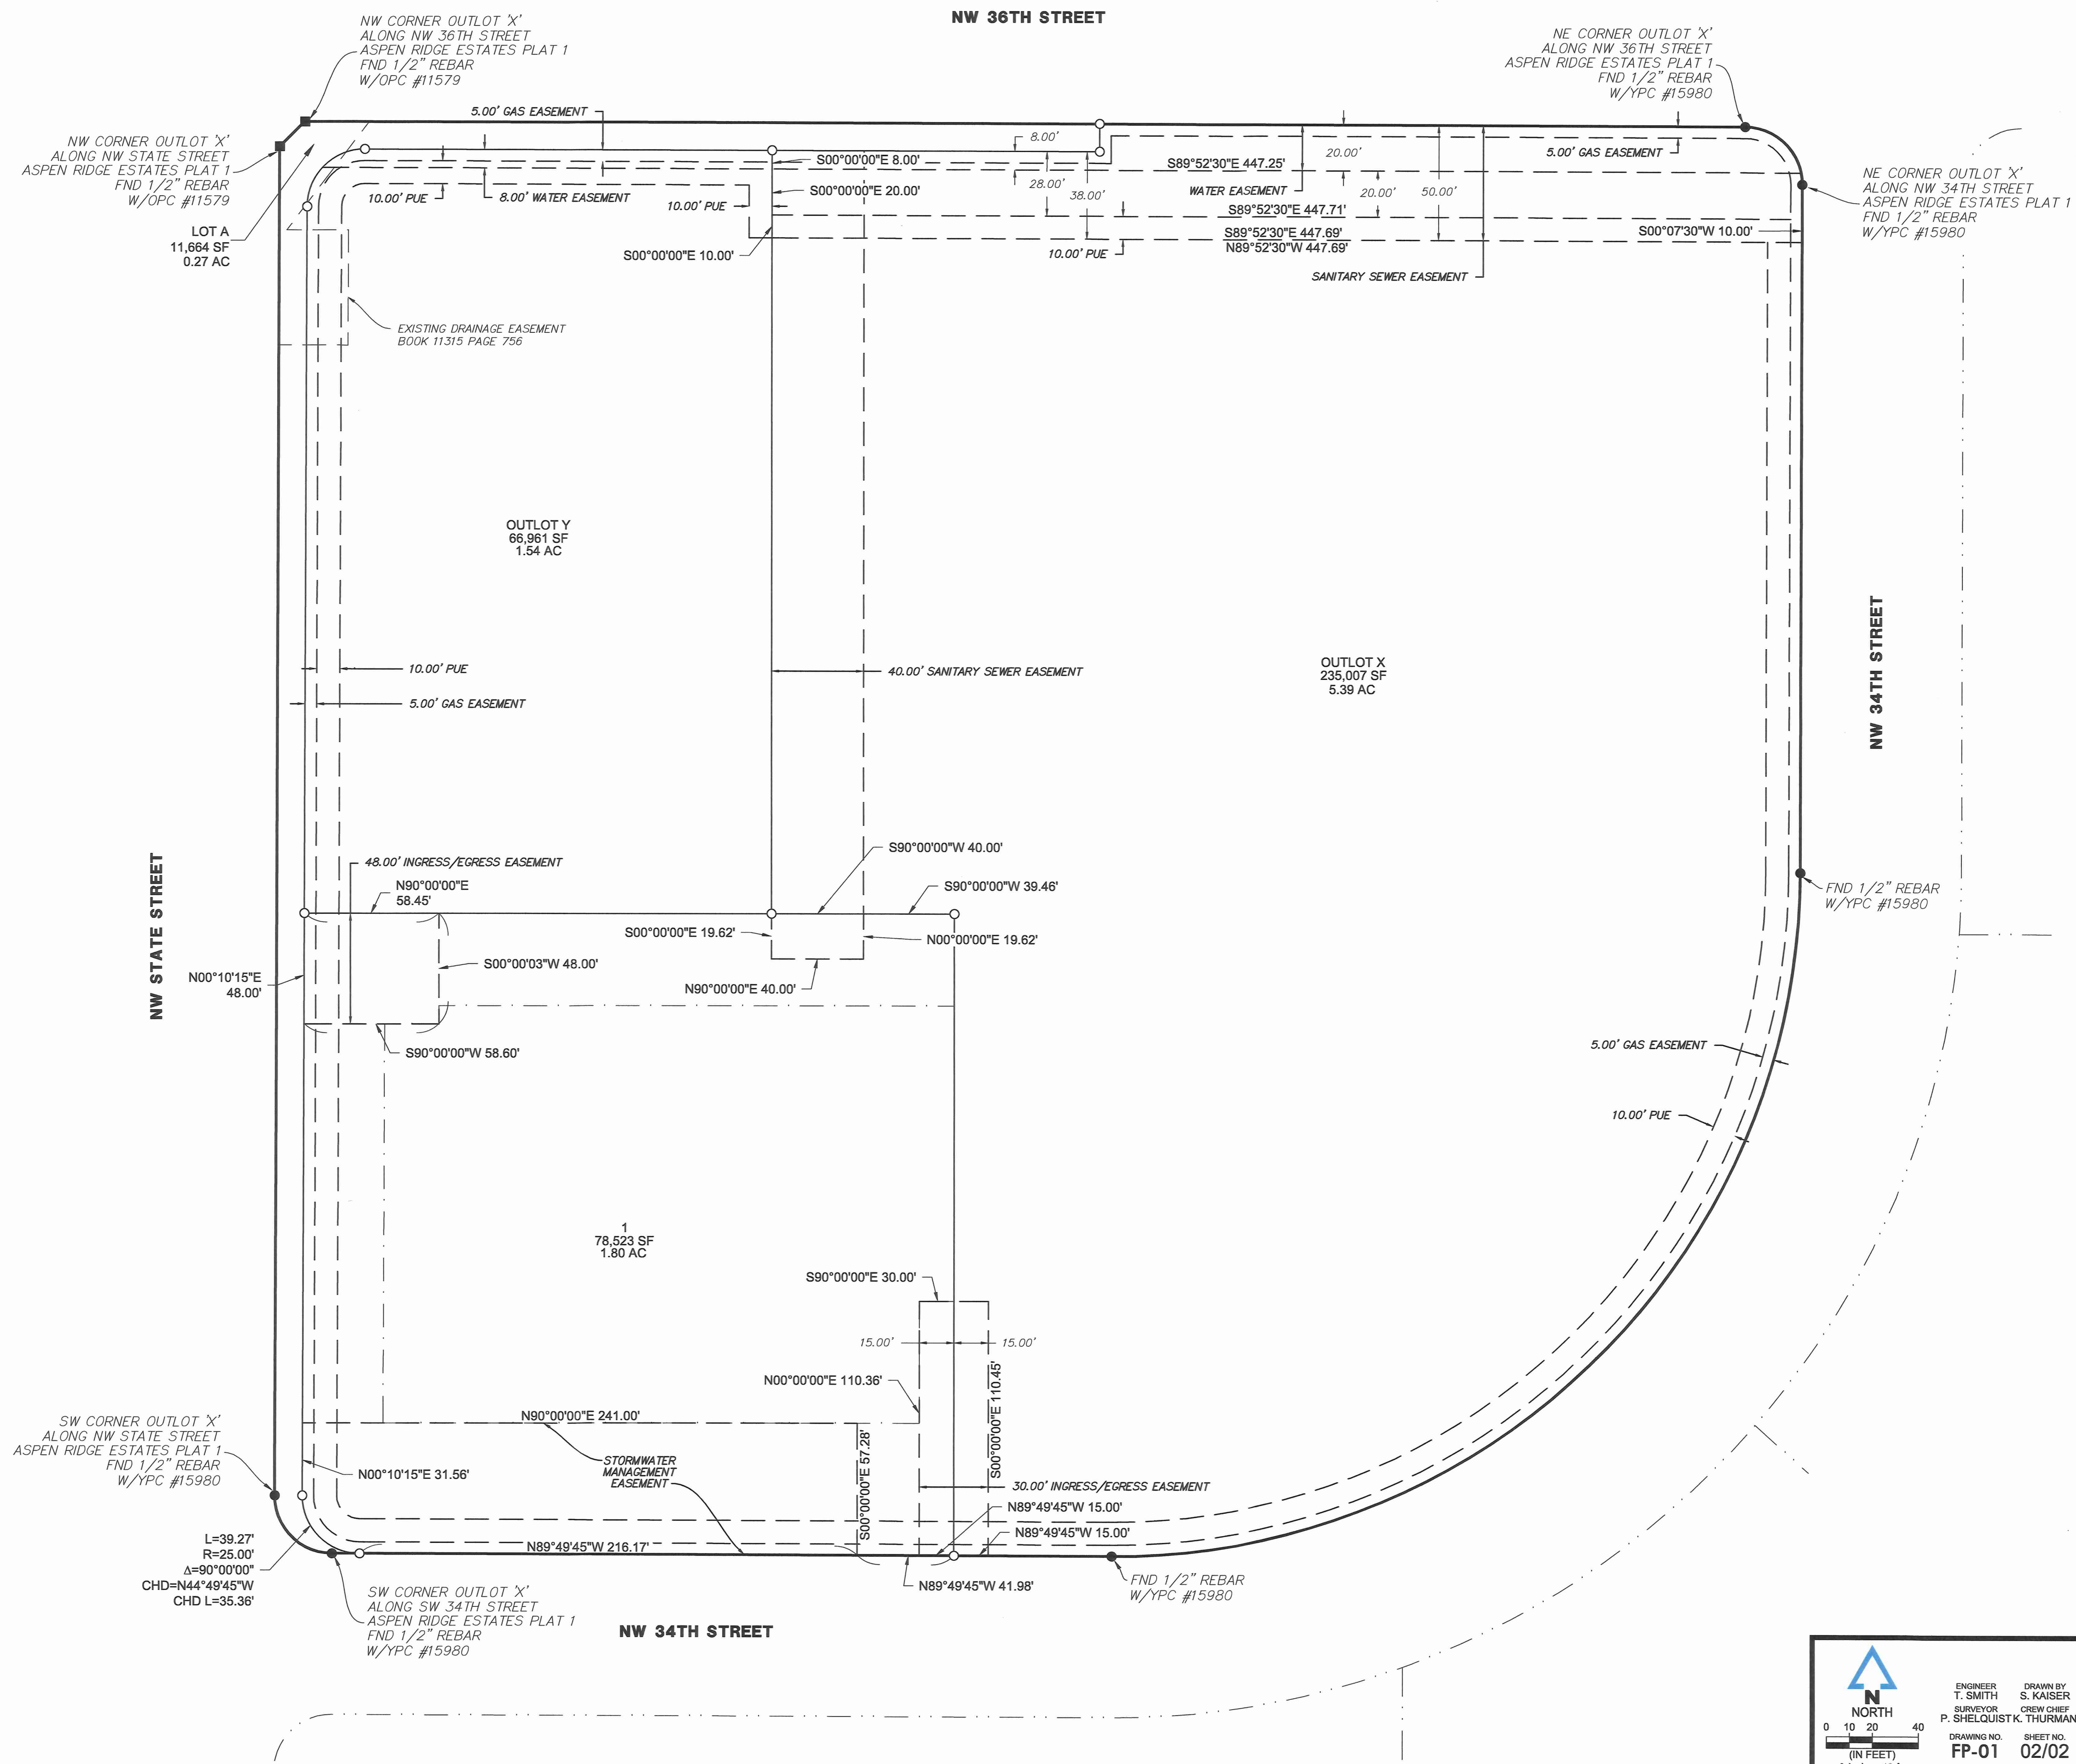 NW 36TH STREET
NW CORNER OUTLOT 'X'
ALONG NW 36TH STREET
ASPEN RIDGE ESTATES PLAT 1
FND 1/2" REBAR
W/OPC #11579
NE CORNER OUTLOT 'X'
ALONG NW 36TH STREET
ASPEN RIDGE ESTATES PLAT 1
FND 1/2" REBAR
W/YPC #15980
NW CORNER OUTLOT 'X'
ALONG NW STATE STREET
ASPEN RIDGE ESTATES PLAT 1
FND 1/2" REBAR
W/OPC #11579
5.00' GAS EASEMENT
8.00'
S00°00'00"E 8.00'
S89°52'30"E 447.25'
20.00'
5.00' GAS EASEMENT
10.00' PUE
8.00' WATER EASEMENT
10.00' PUE
S00°00'00"E 20.00'
28.00'
38.00'
WATER EASEMENT
20.00'
50.00'
NE CORNER OUTLOT 'X'
ALONG NW 34TH STREET
ASPEN RIDGE ESTATES PLAT 1
FND 1/2" REBAR
W/YPC #15980
S89°52'30"E 447.71'
LOT A
11,664 SF
0.27 AC
S00°00'00"E 10.00'
10.00' PUE
S89°52'30"E 447.69'
N89°52'30"W 447.69'
S00°07'30"W 10.00'
SANITARY SEWER EASEMENT
EXISTING DRAINAGE EASEMENT
BOOK 11315 PAGE 756
OUTLOT Y
66,961 SF
1.54 AC
10.00' PUE
5.00' GAS EASEMENT
40.00' SANITARY SEWER EASEMENT
OUTLOT X
235,007 SF
5.39 AC
NW 34TH STREET
NW STATE STREET
48.00' INGRESS/EGRESS EASEMENT
N90°00'00"E
58.45'
S90°00'00"W 40.00'
S90°00'00"W 39.46'
FND 1/2" REBAR
W/YPC #15980
S00°00'00"E 19.62'
N00°00'00"E 19.62'
N00°10'15"E
48.00'
S00°00'03"W 48.00'
N90°00'00"E 40.00'
S90°00'00"W 58.60'
5.00' GAS EASEMENT
10.00' PUE
1
78,523 SF
1.80 AC
S90°00'00"E 30.00'
15.00'
15.00'
N00°00'00"E 110.36'
S00°00'00"E 110.45'
N90°00'00"E 241.00'
S00°00'00"E 57.28'
SW CORNER OUTLOT 'X'
ALONG NW STATE STREET
ASPEN RIDGE ESTATES PLAT 1
FND 1/2" REBAR
W/YPC #15980
N00°10'15"E 31.56'
STORMWATER
MANAGEMENT
EASEMENT
30.00' INGRESS/EGRESS EASEMENT
N89°49'45"W 15.00'
N89°49'45"W 15.00'
N89°49'45"W 216.17'
L=39.27'
R=25.00'
Δ=90°00'00"
CHD=N44°49'45"W
CHD L=35.36'
N89°49'45"W 41.98'
FND 1/2" REBAR
W/YPC #15980
SW CORNER OUTLOT 'X'
ALONG SW 34TH STREET
ASPEN RIDGE ESTATES PLAT 1
FND 1/2" REBAR
W/YPC #15980
NW 34TH STREET
N
NORTH
0 10 20 40
(IN FEET)
ENGINEER DRAWN BY
T. SMITH S. KAISER
SURVEYOR CREW CHIEF
P. SHELQUIST K. THURMAN
DRAWING NO. SHEET NO.
FP-01 02/02